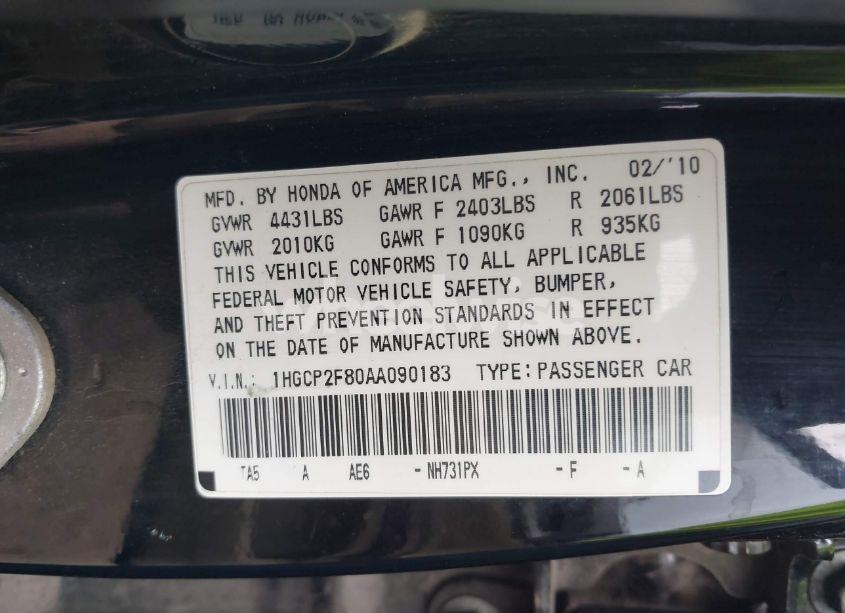 MFD. BY HONDA OF AMERICA MFG., INC. 02/'10
GVWR 4431LBS GAWR F 2403LBS R 2061LBS
GVWR 2010KG GAWR F 1090KG R 935KG
THIS VEHICLE CONFORMS TO ALL APPLICABLE
FEDERAL MOTOR VEHICLE SAFETY, BUMPER,
AND THEFT PREVENTION STANDARDS IN EFFECT
ON THE DATE OF MANUFACTURE SHOWN ABOVE.
V.I.N.: 1HGCP2F80AA090183 TYPE:PASSENGER CAR
TA5 A AE6 -NH731PX -F -A